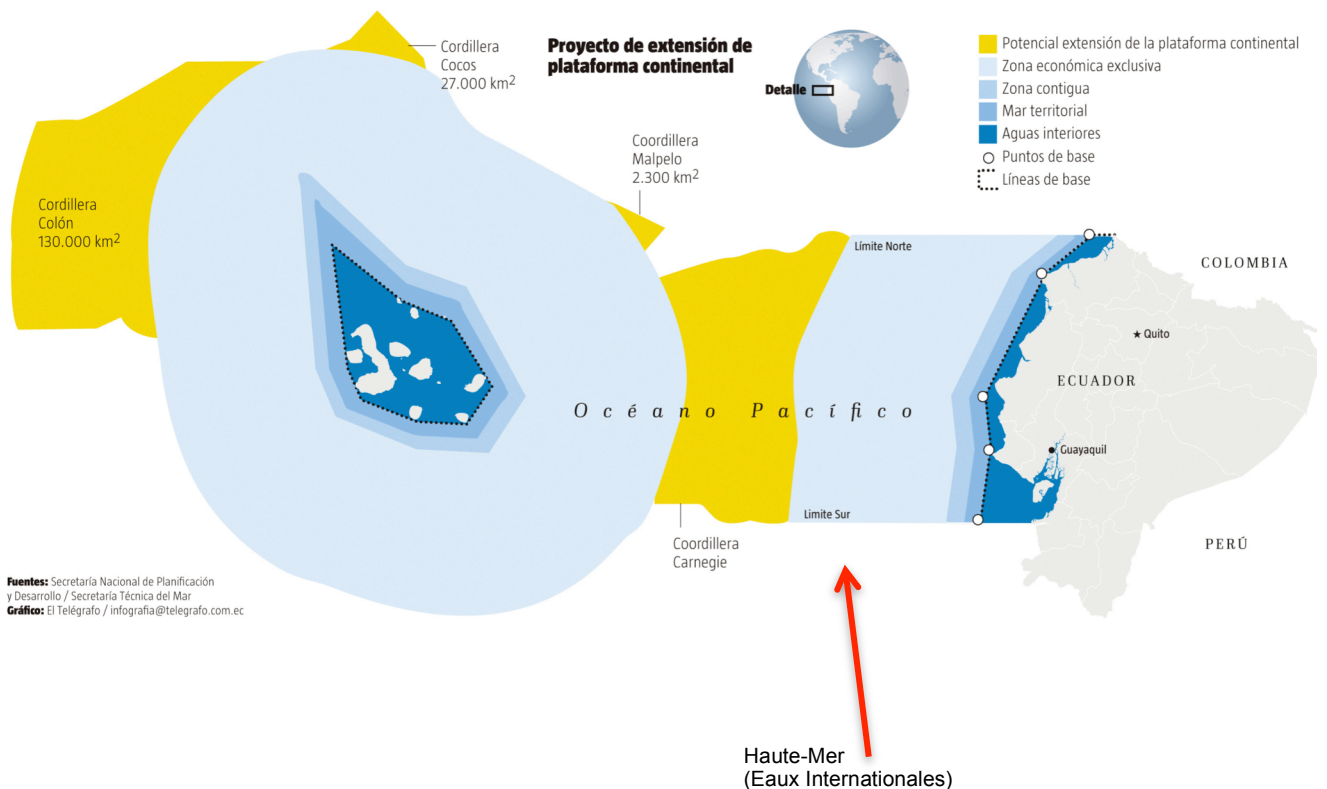 Proyecto de extensión de
plataforma continental
Detalle
Potencial extensión de la plataforma continental
Zona económica exclusiva
Zona contigua
Mar territorial
Aguas interiores
Puntos de base
Líneas de base
Cordillera
Cocos
27.000 km²
Coordillera
Malpelo
2.300 km²
Cordillera
Colón
130.000 km²
Límite Norte
COLOMBIA
Quito
ECUADOR
Océano Pacífico
Guayaquil
Limite Sur
Coordillera
Carnegie
PERÚ
Fuentes: Secretaría Nacional de Planificación
y Desarrollo / Secretaría Técnica del Mar
Gráfico: El Telégrafo / infografia@telegrafo.com.ec
Haute-Mer
(Eaux Internationales)